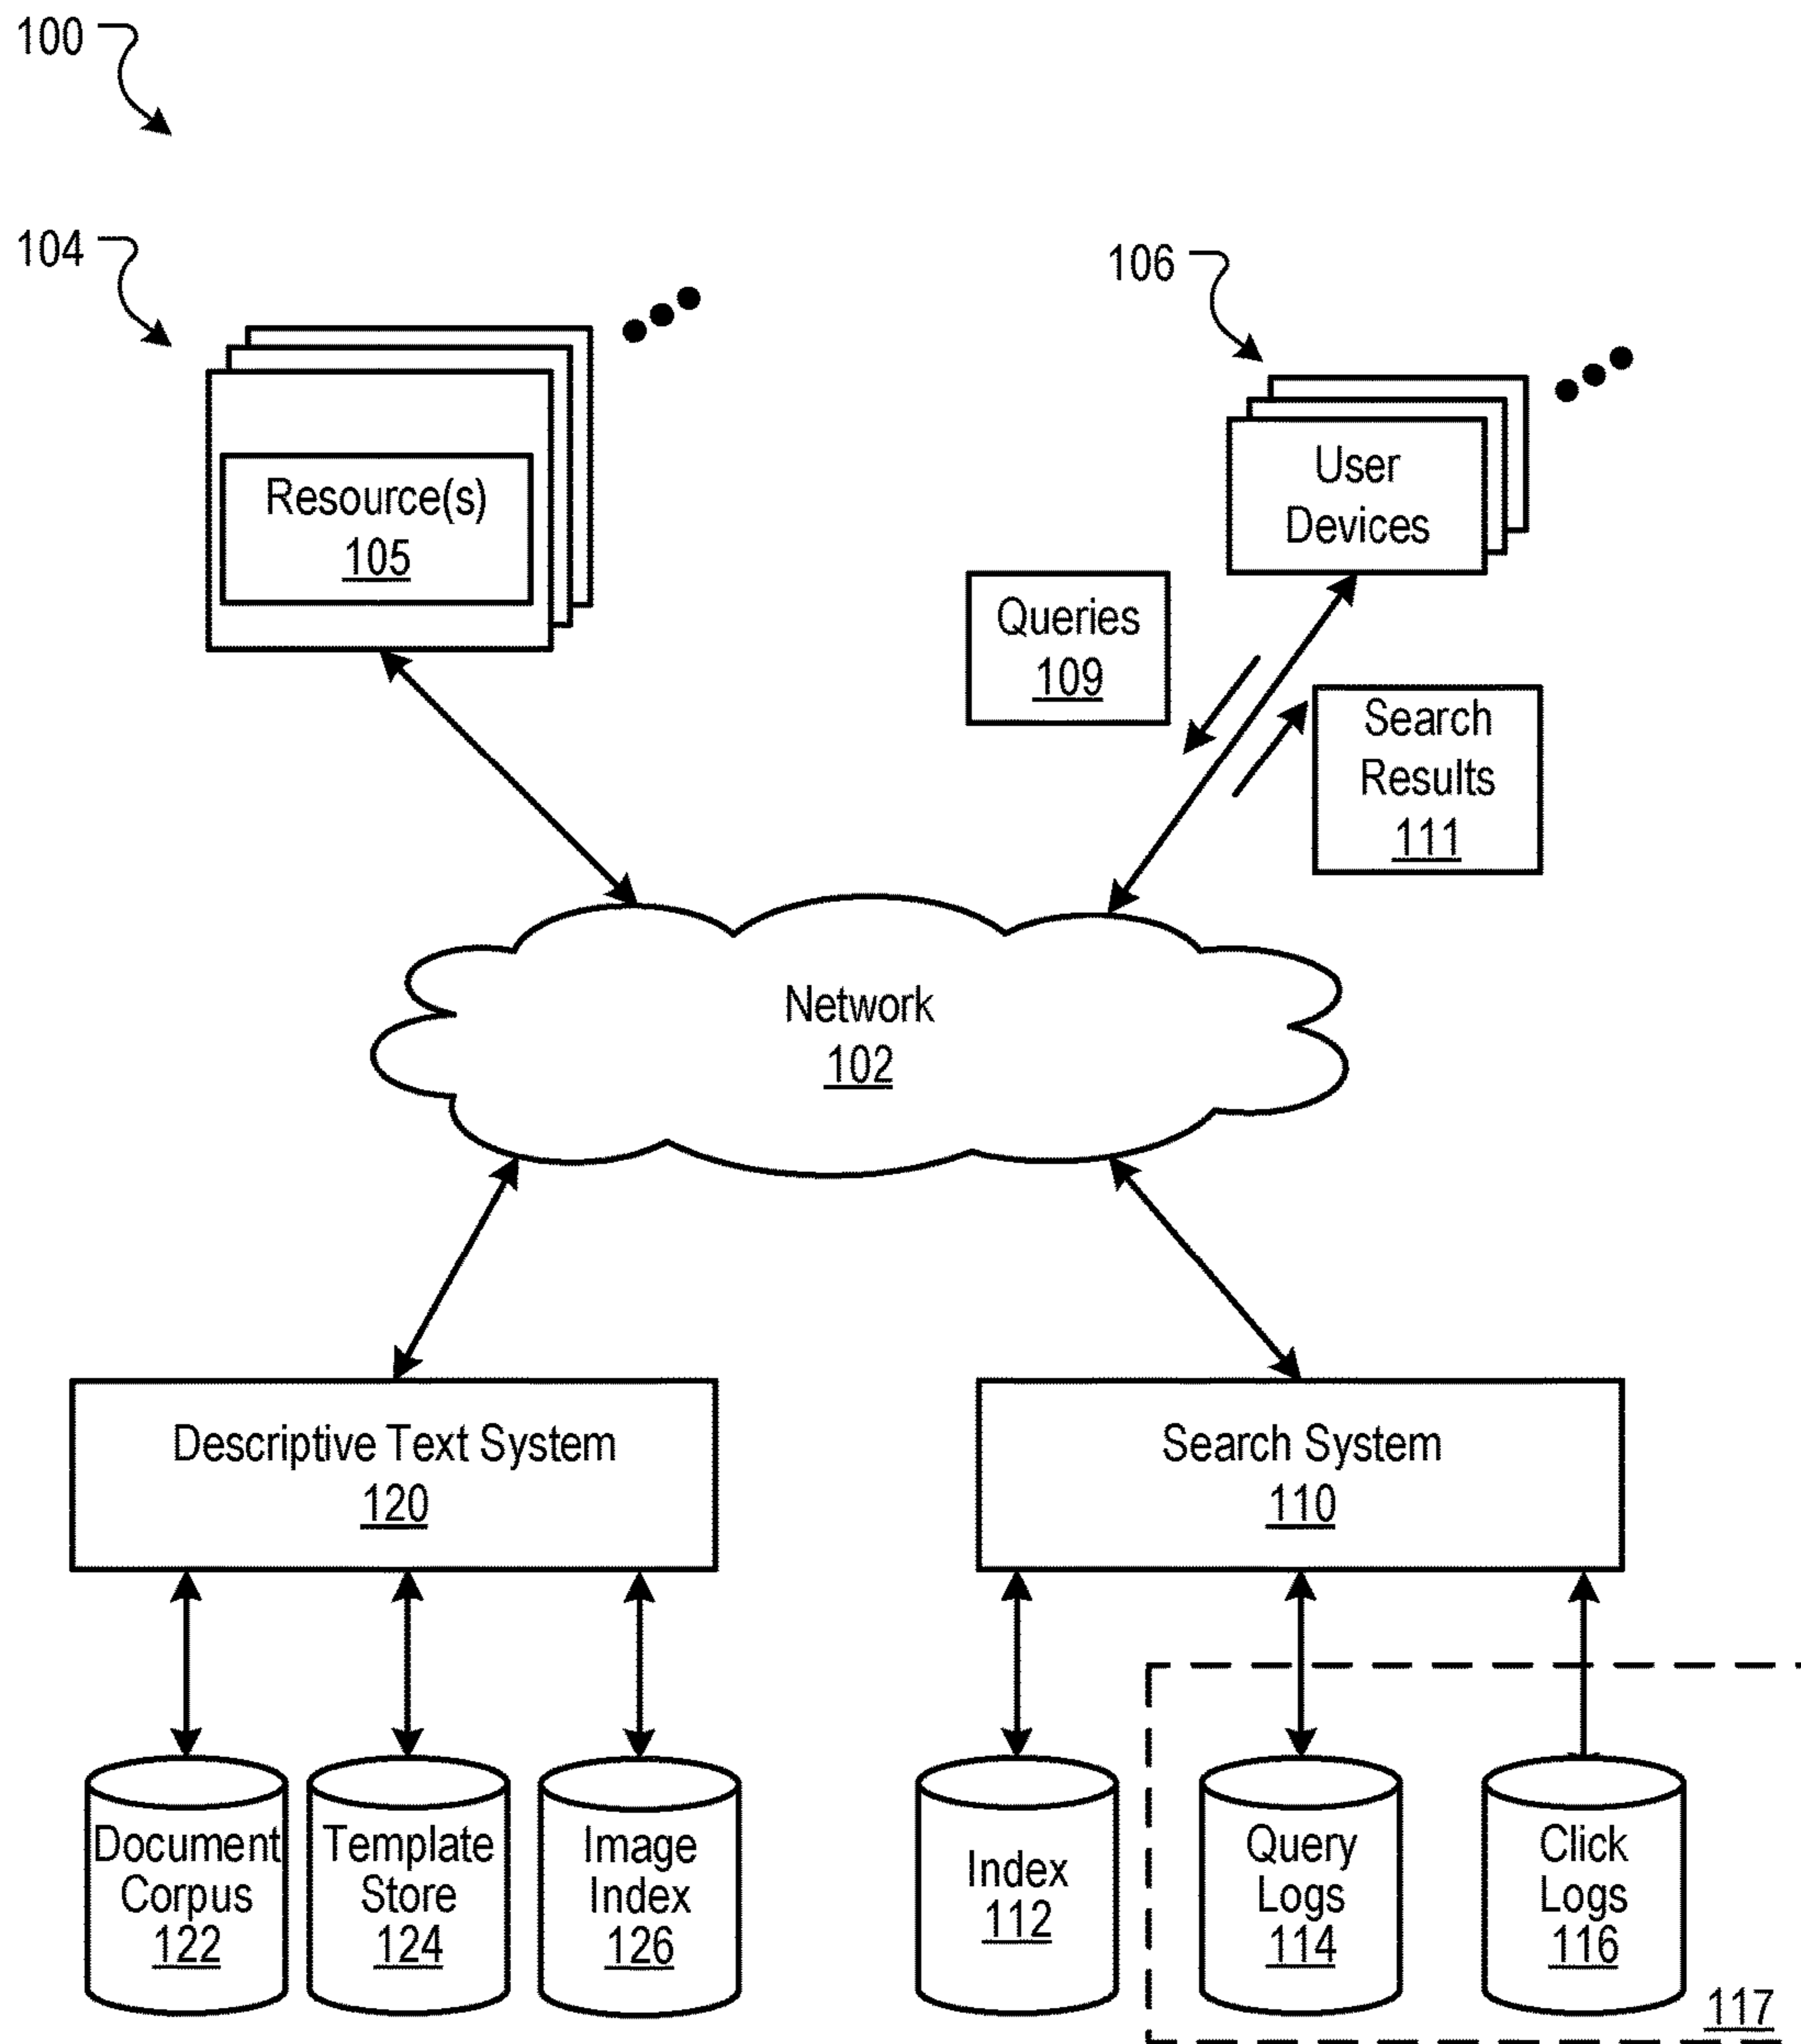 100
104
106
Resource(s)
105
User
Devices
Queries
109
Search
Results
111
Network
102
Descriptive Text System
120
Search System
110
Document
Corpus
122
Template
Store
124
Image
Index
126
Index
112
Query
Logs
114
Click
Logs
116
117